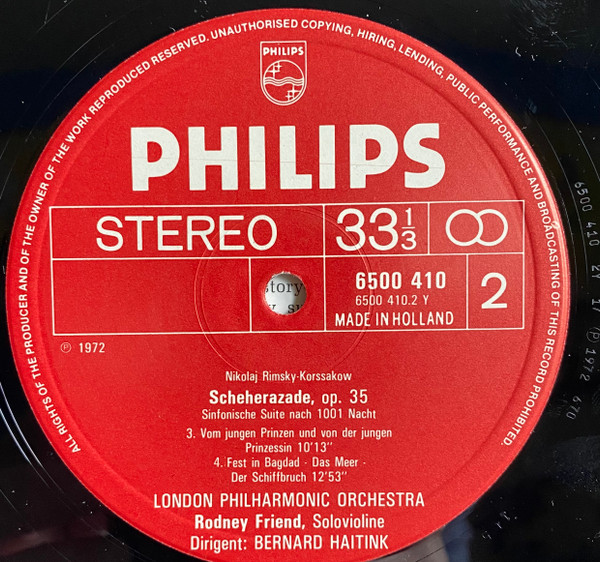 ALL RIGHTS OF THE PRODUCER AND OF THE OWNER OF THE WORK REPRODUCED RESERVED. UNAUTHORISED COPYING, HIRING, LENDING, PUBLIC PERFORMANCE AND BROADCASTING OF THIS RECORD PROHIBITED.
PHILIPS
PHILIPS
STEREO
33 1/3
6500 410
6500 410.2 Y
MADE IN HOLLAND
2
story
℗ 1972
Nikolaj Rimsky-Korssakow
Scheherazade, op. 35
Sinfonische Suite nach 1001 Nacht
3. Vom jungen Prinzen und von der jungen
Prinzessin 10'13"
4. Fest in Bagdad - Das Meer -
Der Schiffbruch 12'53"
LONDON PHILHARMONIC ORCHESTRA
Rodney Friend, Solovioline
Dirigent: BERNARD HAITINK
6500 410 2Y 17 ℗ 1972 670